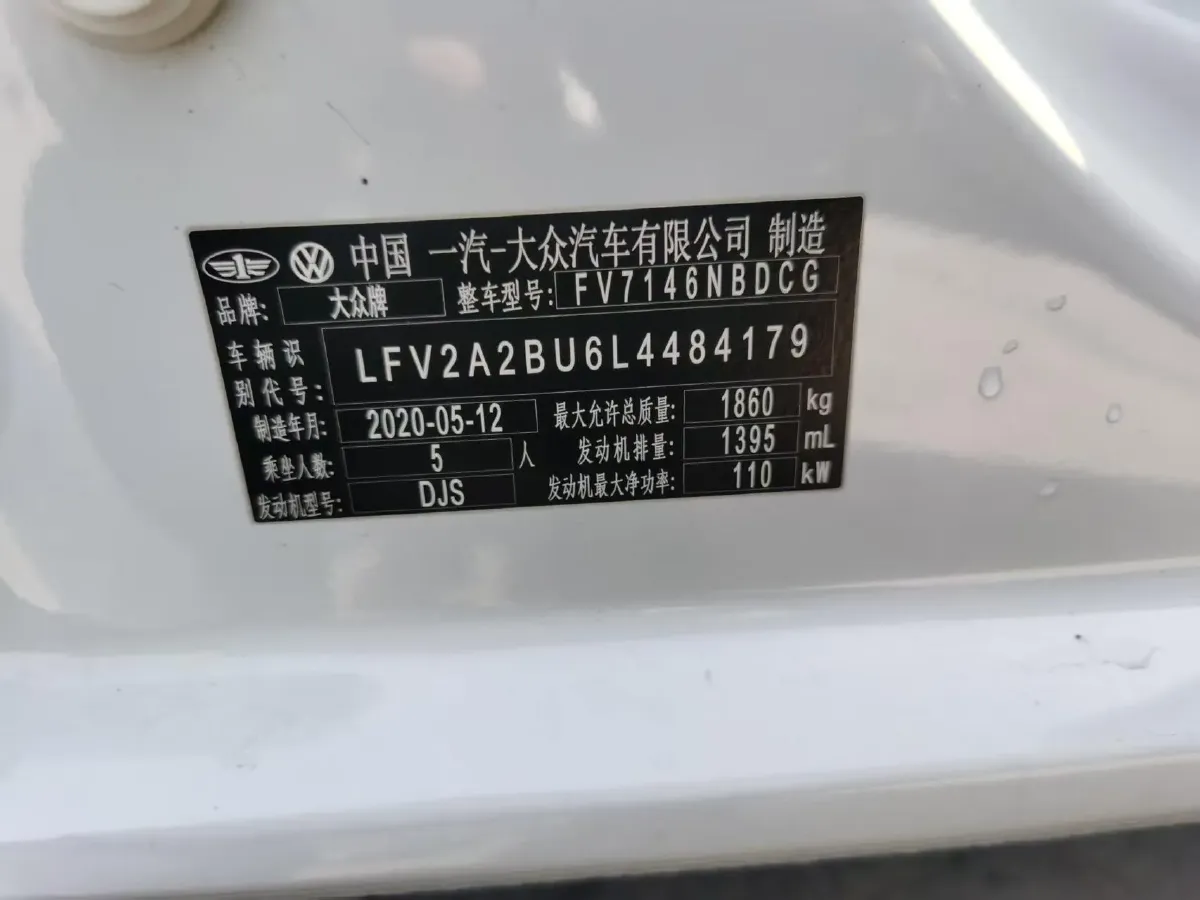 中国 一汽-大众汽车有限公司 制造
品牌: 大众牌 整车型号: FV7146NBDCG
车辆识别代号: LFV2A2BU6L4484179
制造年月: 2020-05-12 最大允许总质量: 1860 kg
乘坐人数: 5 人 发动机排量: 1395 mL
发动机型号: DJS 发动机最大净功率: 110 kW